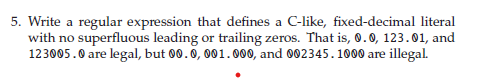 5. Write a regular expression that defines a C-like, fixed-decimal literal
with no superfluous leading or trailing zeros. That is, 0.0, 123.01, and
123005.0 are legal, but 00.0, 001.000, and 002345.1000 are illegal.